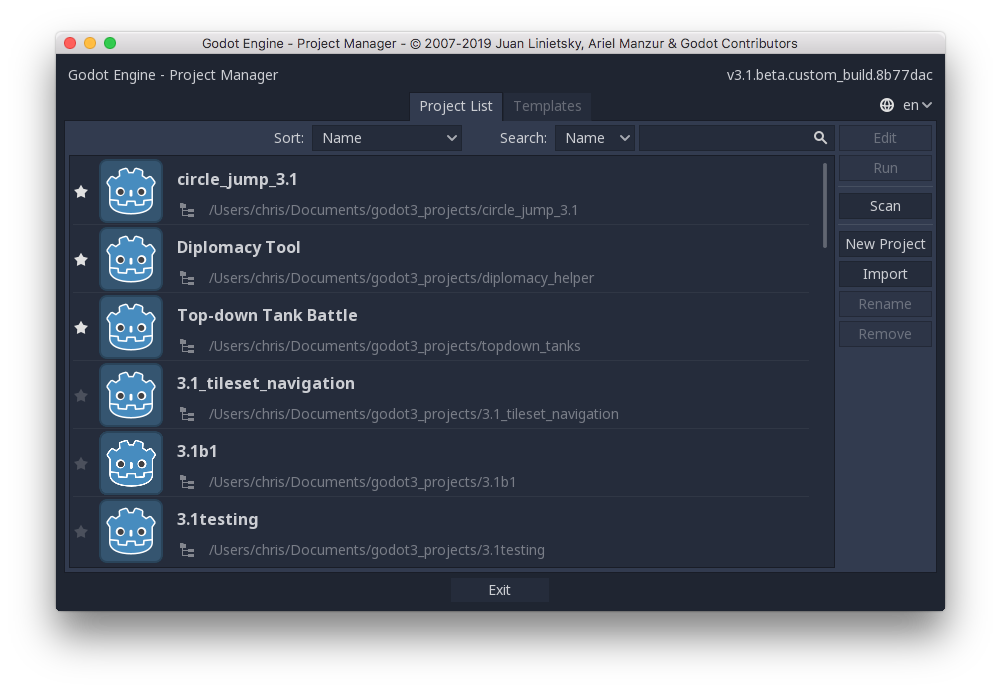 Godot Engine - Project Manager - © 2007-2019 Juan Linietsky, Ariel Manzur & Godot Contributors
Godot Engine - Project Manager
v3.1.beta.custom_build.8b77dac
Project List
Templates
en
Sort:
Name
Search:
Name
Edit
Run
Scan
New Project
Import
Rename
Remove
circle_jump_3.1
/Users/chris/Documents/godot3_projects/circle_jump_3.1
Diplomacy Tool
/Users/chris/Documents/godot3_projects/diplomacy_helper
Top-down Tank Battle
/Users/chris/Documents/godot3_projects/topdown_tanks
3.1_tileset_navigation
/Users/chris/Documents/godot3_projects/3.1_tileset_navigation
3.1b1
/Users/chris/Documents/godot3_projects/3.1b1
3.1testing
/Users/chris/Documents/godot3_projects/3.1testing
Exit